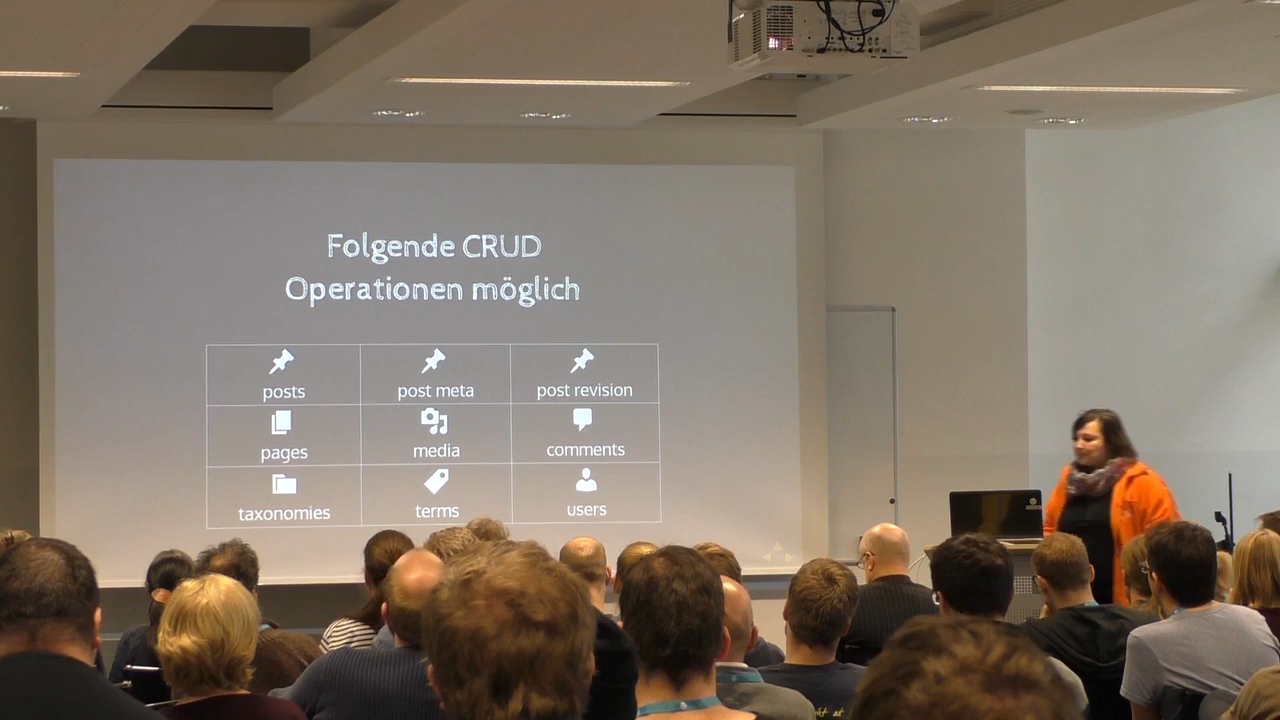 Folgende CRUD
Operationen möglich
posts post meta post revision
pages media comments
taxonomies terms users